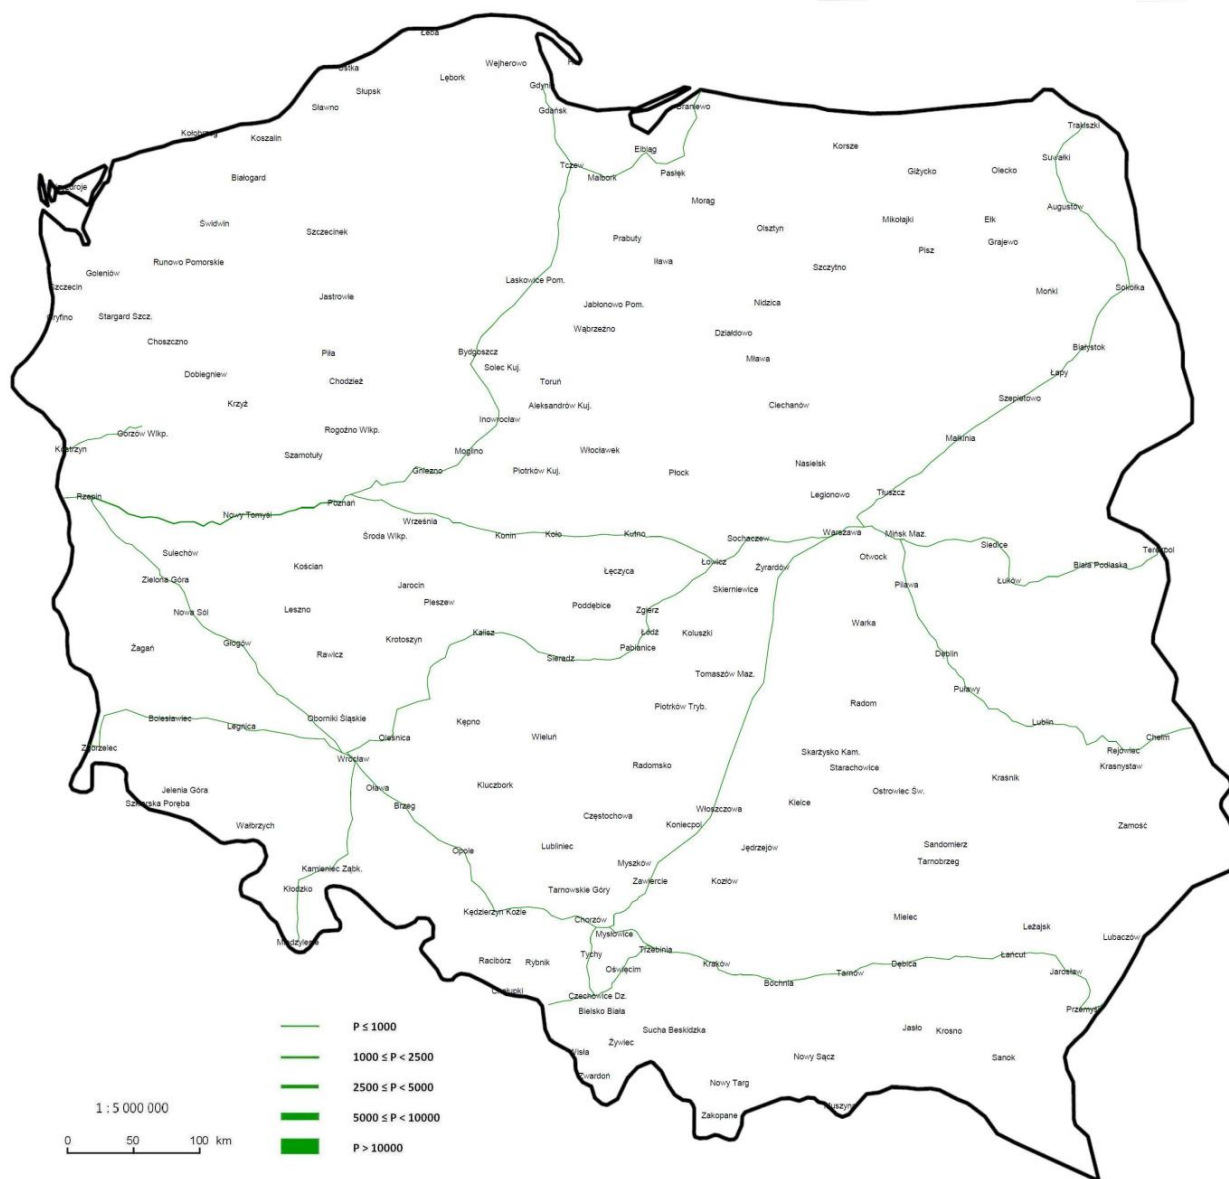 Łeba
Wejherowo
Ustka
Lębork
Gdynia
Słupsk
Sławno
Gdańsk
Braniewo
Trakiszki
Kołobrzeg
Koszalin
Korsze
Elbląg
Suwałki
Tczew
Pasłęk
Giżycko
Olecko
Białogard
Malbork
Morąg
Augustów
Świdwin
Mikołajki
Ełk
Szczecinek
Olsztyn
Prabuty
Grajewo
Pisz
Runowo Pomorskie
Iława
Szczytno
Goleniów
Laskowice Pom.
Szczecin
Mońki
Sokółka
Jastrowie
Jabłonowo Pom.
Nidzica
Gryfino
Stargard Szcz.
Wąbrzeźno
Działdowo
Choszczno
Białystok
Piła
Bydgoszcz
Mława
Solec Kuj.
Dobiegniew
Chodzież
Toruń
Łapy
Szepietowo
Krzyż
Aleksandrów Kuj.
Ciechanów
Inowrocław
Gorzów Wlkp.
Rogoźno Wlkp.
Małkinia
Kostrzyn
Szamotuły
Mogilno
Włocławek
Nasielsk
Gniezno
Piotrków Kuj.
Płock
Rzepin
Poznań
Legionowo
Tłuszcz
Nowy Tomyśl
Września
Środa Wlkp.
Konin
Koło
Kutno
Sochaczew
Warszawa
Mińsk Maz.
Siedlce
Sulechów
Otwock
Terespol
Kościan
Łęczyca
Łowicz
Żyrardów
Biała Podlaska
Zielona Góra
Jarocin
Skierniewice
Pilawa
Łuków
Nowa Sól
Leszno
Pleszew
Poddębice
Zgierz
Warka
Żagań
Głogów
Krotoszyn
Kalisz
Łódź
Koluszki
Rawicz
Sieradz
Pabianice
Dęblin
Tomaszów Maz.
Puławy
Bolesławiec
Legnica
Oborniki Śląskie
Kępno
Piotrków Tryb.
Radom
Lublin
Zgorzelec
Oleśnica
Wieluń
Chełm
Wrocław
Radomsko
Skarżysko Kam.
Starachowice
Rejowiec
Krasnystaw
Jelenia Góra
Szklarska Poręba
Oława
Brzeg
Kluczbork
Kraśnik
Włoszczowa
Kielce
Ostrowiec Św.
Wałbrzych
Częstochowa
Koniecpol
Zamość
Opole
Lubliniec
Jędrzejów
Sandomierz
Tarnobrzeg
Kamieniec Ząbk.
Myszków
Kłodzko
Tarnowskie Góry
Zawiercie
Kozłów
Kędzierzyn Koźle
Chorzów
Mielec
Leżajsk
Międzylesie
Mysłowice
Lubaczów
Racibórz
Rybnik
Tychy
Trzebinia
Kraków
Łańcut
Oświęcim
Tarnów
Dębica
Jarosław
Chałupki
Czechowice Dz.
Bochnia
Bielsko Biała
Przemyśl
Sucha Beskidzka
Jasło
Krosno
Wisła
Żywiec
Nowy Sącz
Sanok
Zwardoń
Nowy Targ
Muszyna
Zakopane
P ≤ 1000
1000 ≤ P < 2500
2500 ≤ P < 5000
5000 ≤ P < 10000
P > 10000
1 : 5 000 000
0 50 100 km